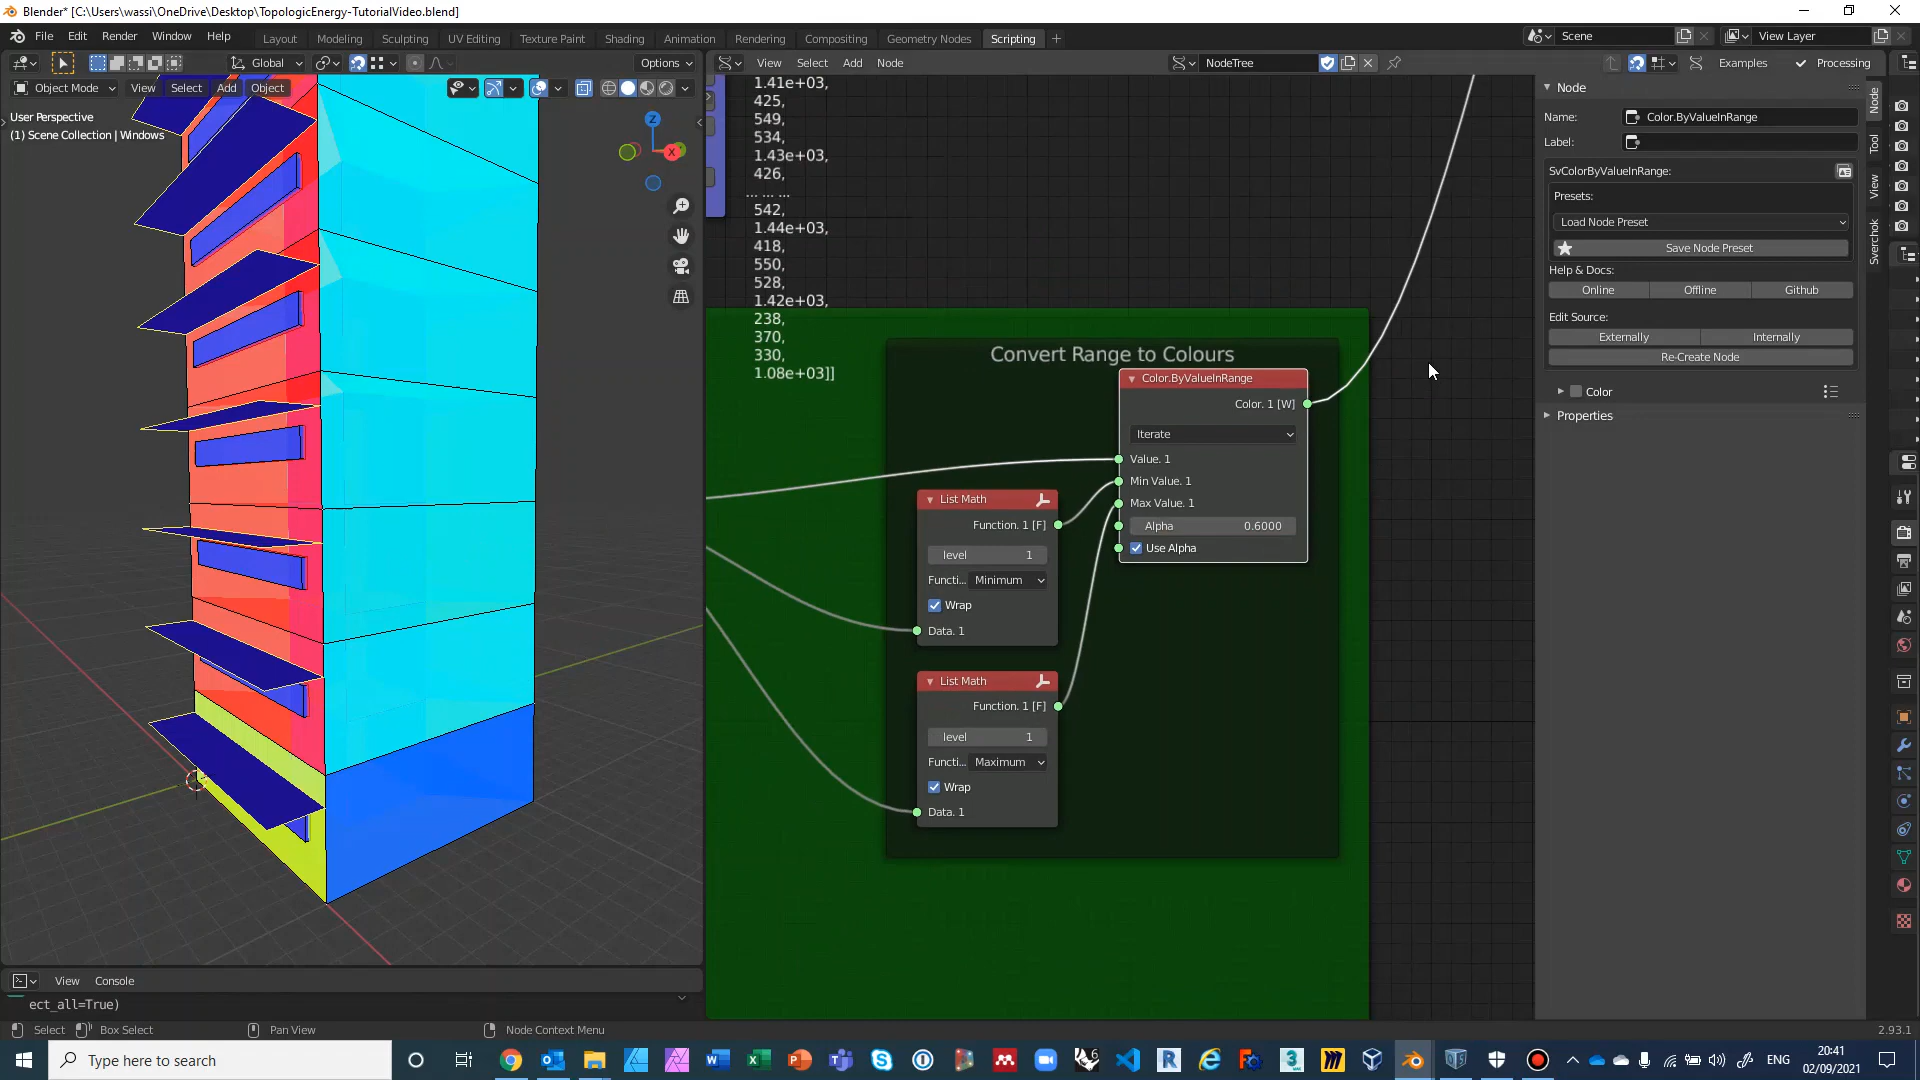 Blender* [C:\Users\wassi\OneDrive\Desktop\TopologicEnergy-TutorialVideo.blend]
File Edit Render Window Help Layout Modeling Sculpting UV Editing Texture Paint Shading Animation Rendering Compositing Geometry Nodes Scripting + Scene View Layer
Global Options View Select Add Node NodeTree Examples Processing
Object Mode View Select Add Object
User Perspective
(1) Scene Collection | Windows
Z
X
1.41e+03,
425,
549,
534,
1.43e+03,
426,
... ... ...
542,
1.44e+03,
418,
550,
528,
1.42e+03,
238,
370,
330,
1.08e+03]]
Convert Range to Colours
Color.ByValueInRange
Color. 1 [W]
Iterate
Value. 1
Min Value. 1
Max Value. 1
Alpha 0.6000
Use Alpha
List Math
Function. 1 [F]
level 1
Functi... Minimum
Wrap
Data. 1
List Math
Function. 1 [F]
level 1
Functi... Maximum
Wrap
Data. 1
Node
Name: Color.ByValueInRange
Label:
SvColorByValueInRange:
Presets:
Load Node Preset
Save Node Preset
Help & Docs:
Online Offline Github
Edit Source:
Externally Internally
Re-Create Node
Color
Properties
Node
Tool
View
Sverchok
View Console
ect_all=True)
Select Box Select Pan View Node Context Menu 2.93.1
Type here to search
ENG
20:41
02/09/2021